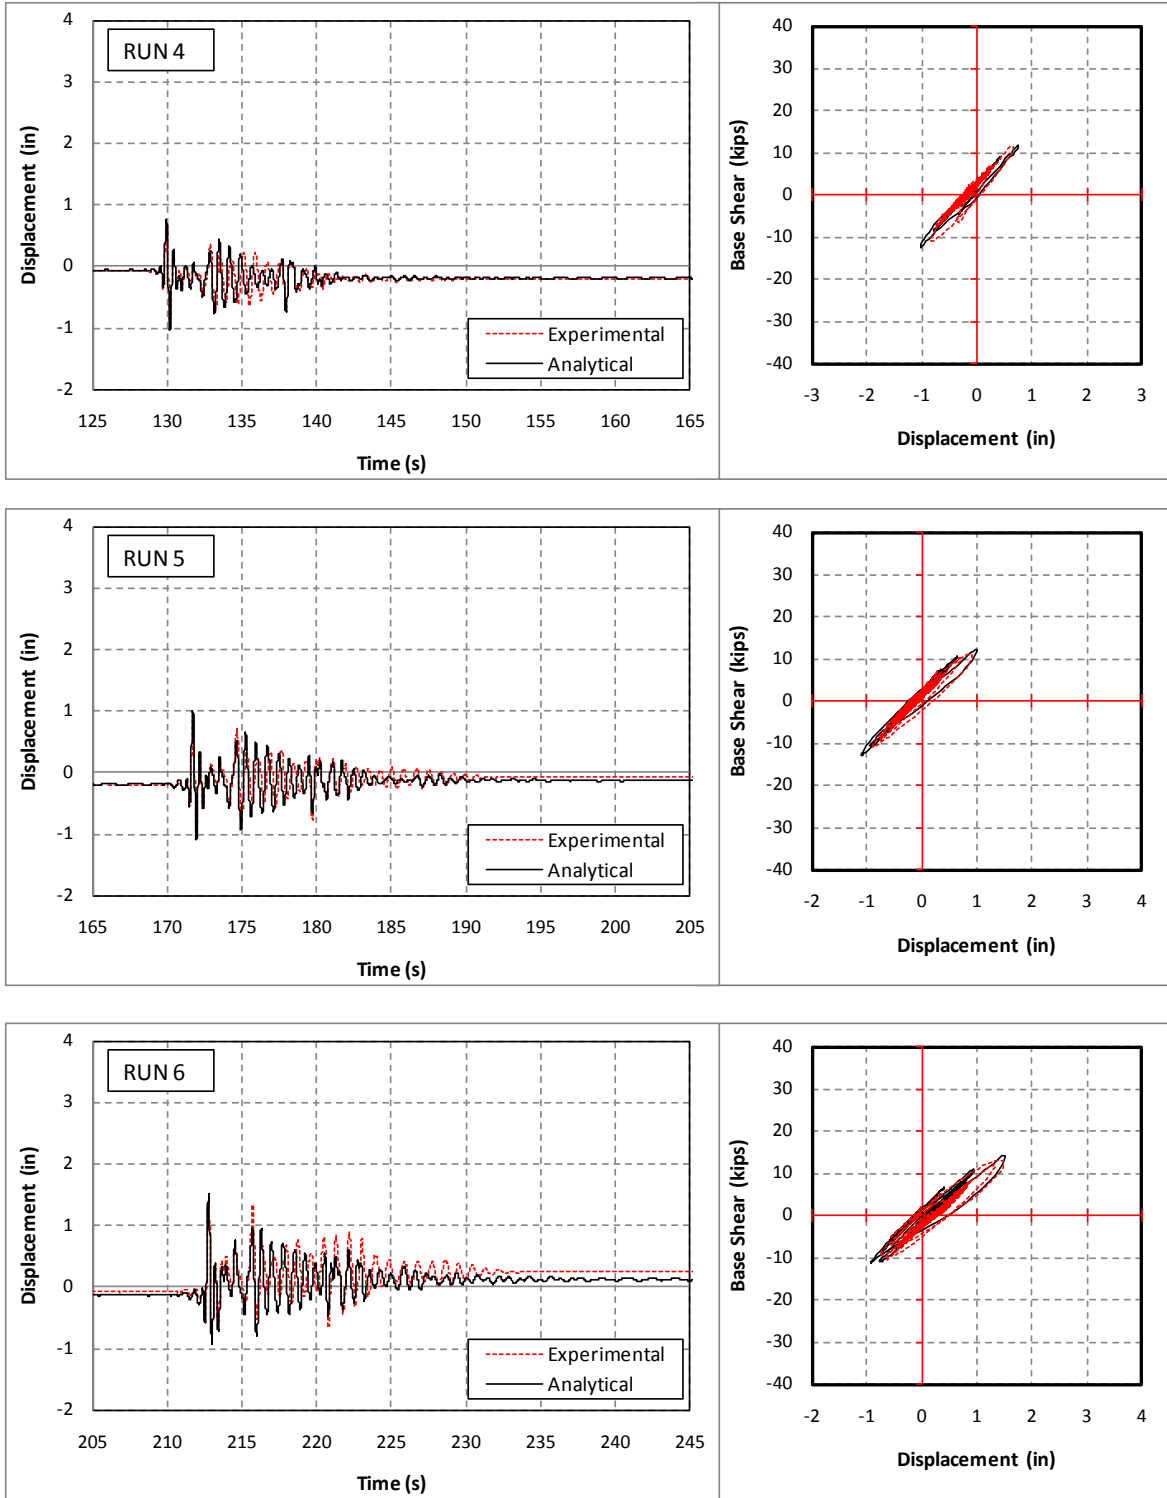 RUN 4
Displacement (in)
4
3
2
1
0
-1
-2
125 130 135 140 145 150 155 160 165
Time (s)
Experimental
Analytical
Base Shear (kips)
40
30
20
10
0
-10
-20
-30
-40
-3 -2 -1 0 1 2 3
Displacement (in)
RUN 5
Displacement (in)
4
3
2
1
0
-1
-2
165 170 175 180 185 190 195 200 205
Time (s)
Experimental
Analytical
Base Shear (kips)
40
30
20
10
0
-10
-20
-30
-40
-2 -1 0 1 2 3 4
Displacement (in)
RUN 6
Displacement (in)
4
3
2
1
0
-1
-2
205 210 215 220 225 230 235 240 245
Time (s)
Experimental
Analytical
Base Shear (kips)
40
30
20
10
0
-10
-20
-30
-40
-2 -1 0 1 2 3 4
Displacement (in)